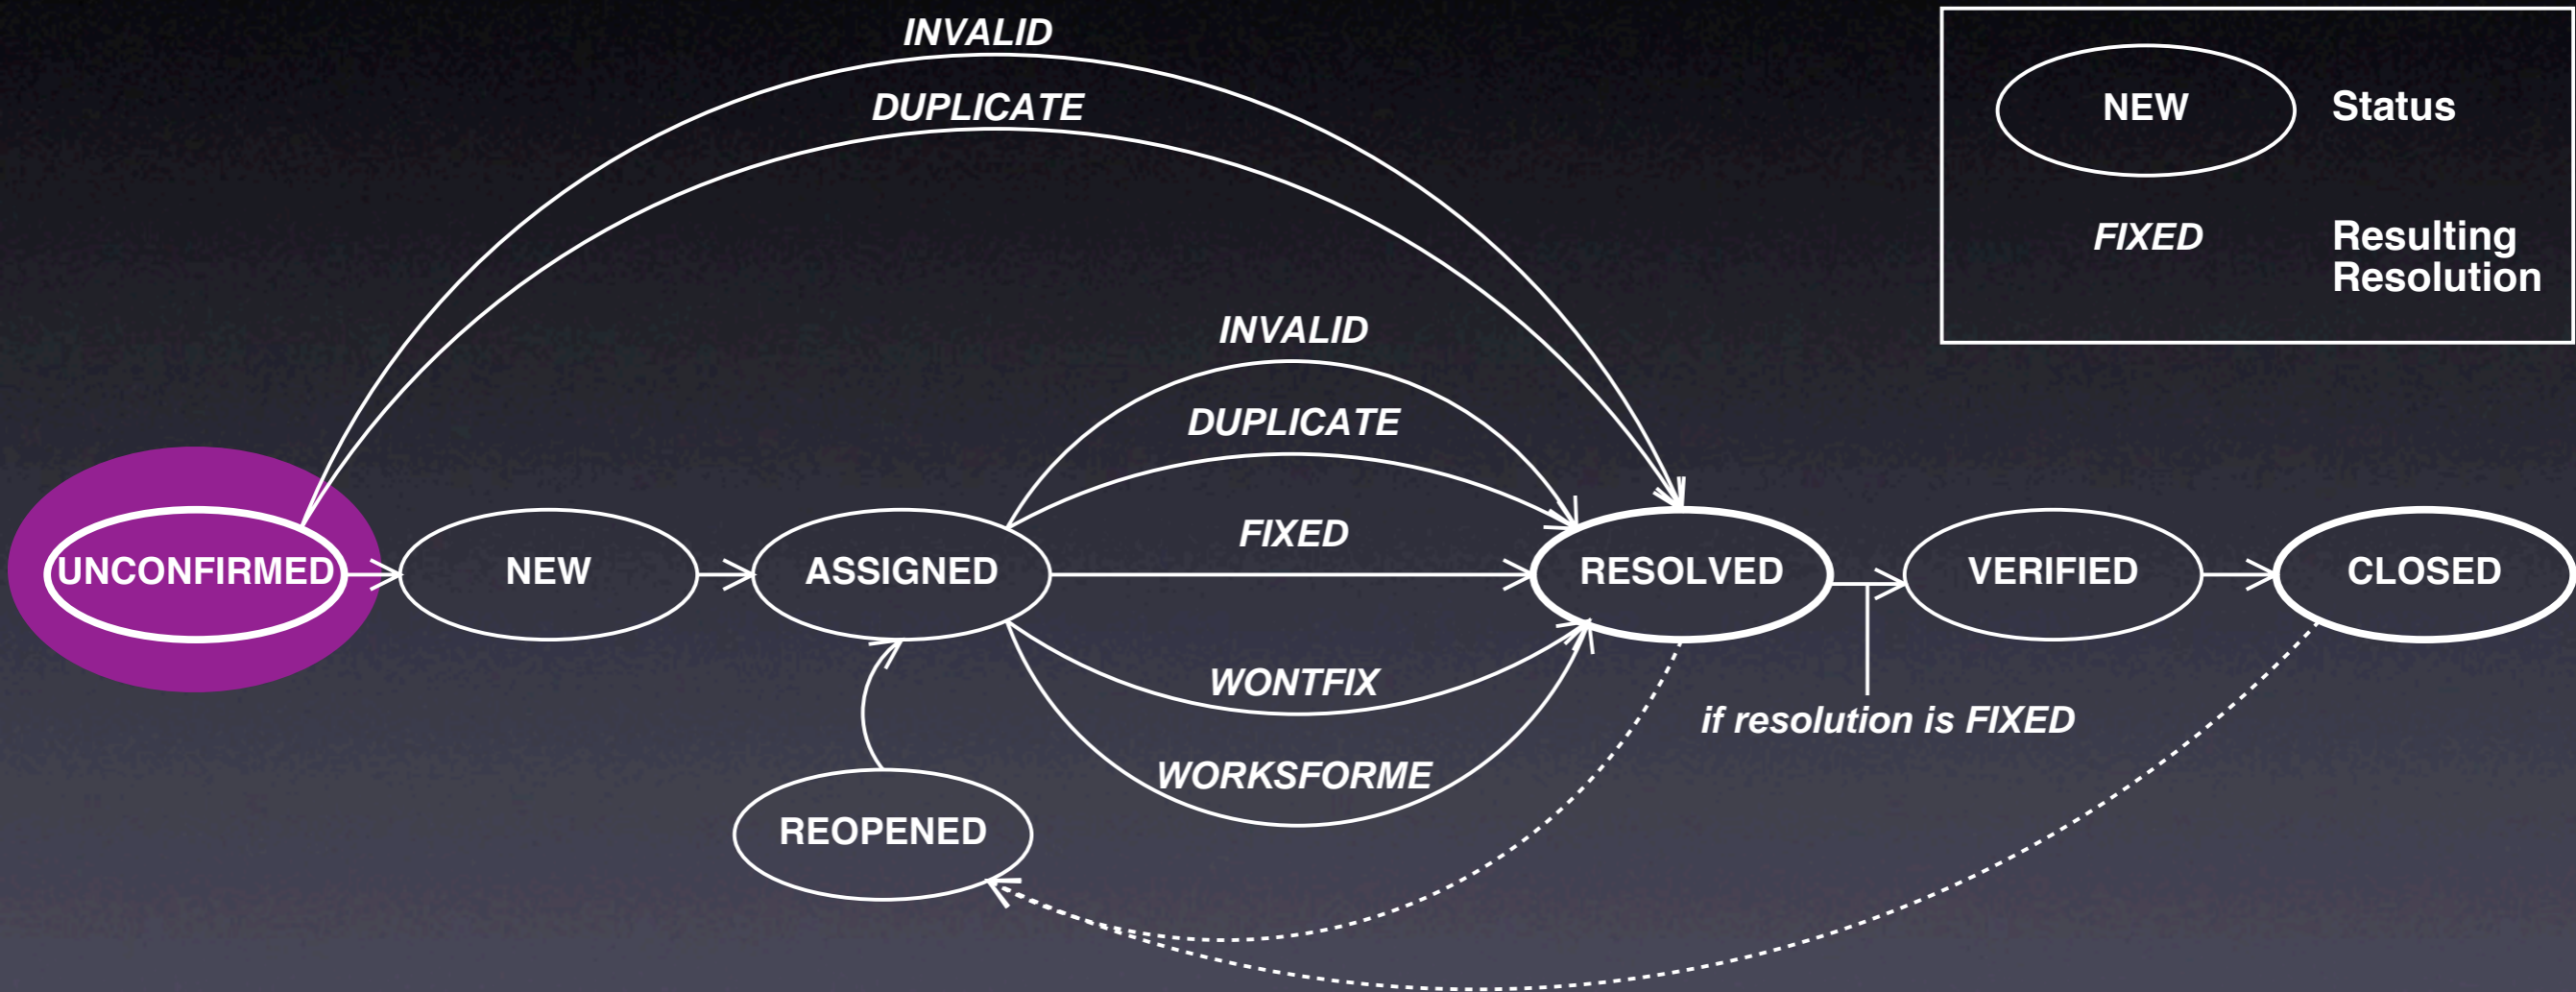 INVALID
DUPLICATE
NEW
Status
FIXED
Resulting
Resolution
INVALID
DUPLICATE
FIXED
UNCONFIRMED
NEW
ASSIGNED
RESOLVED
VERIFIED
CLOSED
WONTFIX
if resolution is FIXED
WORKSFORME
REOPENED